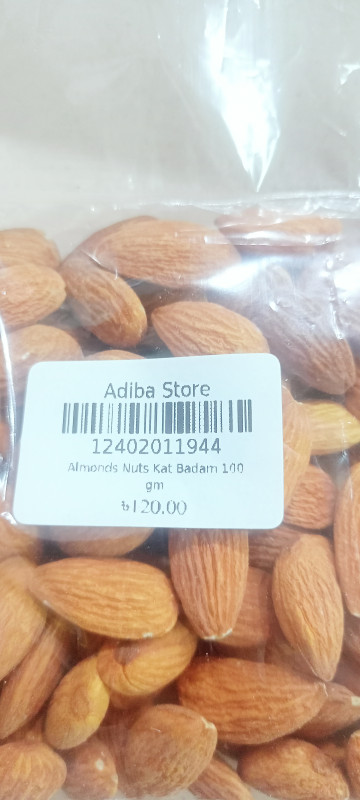 Adiba Store
12402011944
Almonds Nuts Kat Badam 100
gm
৳120.00